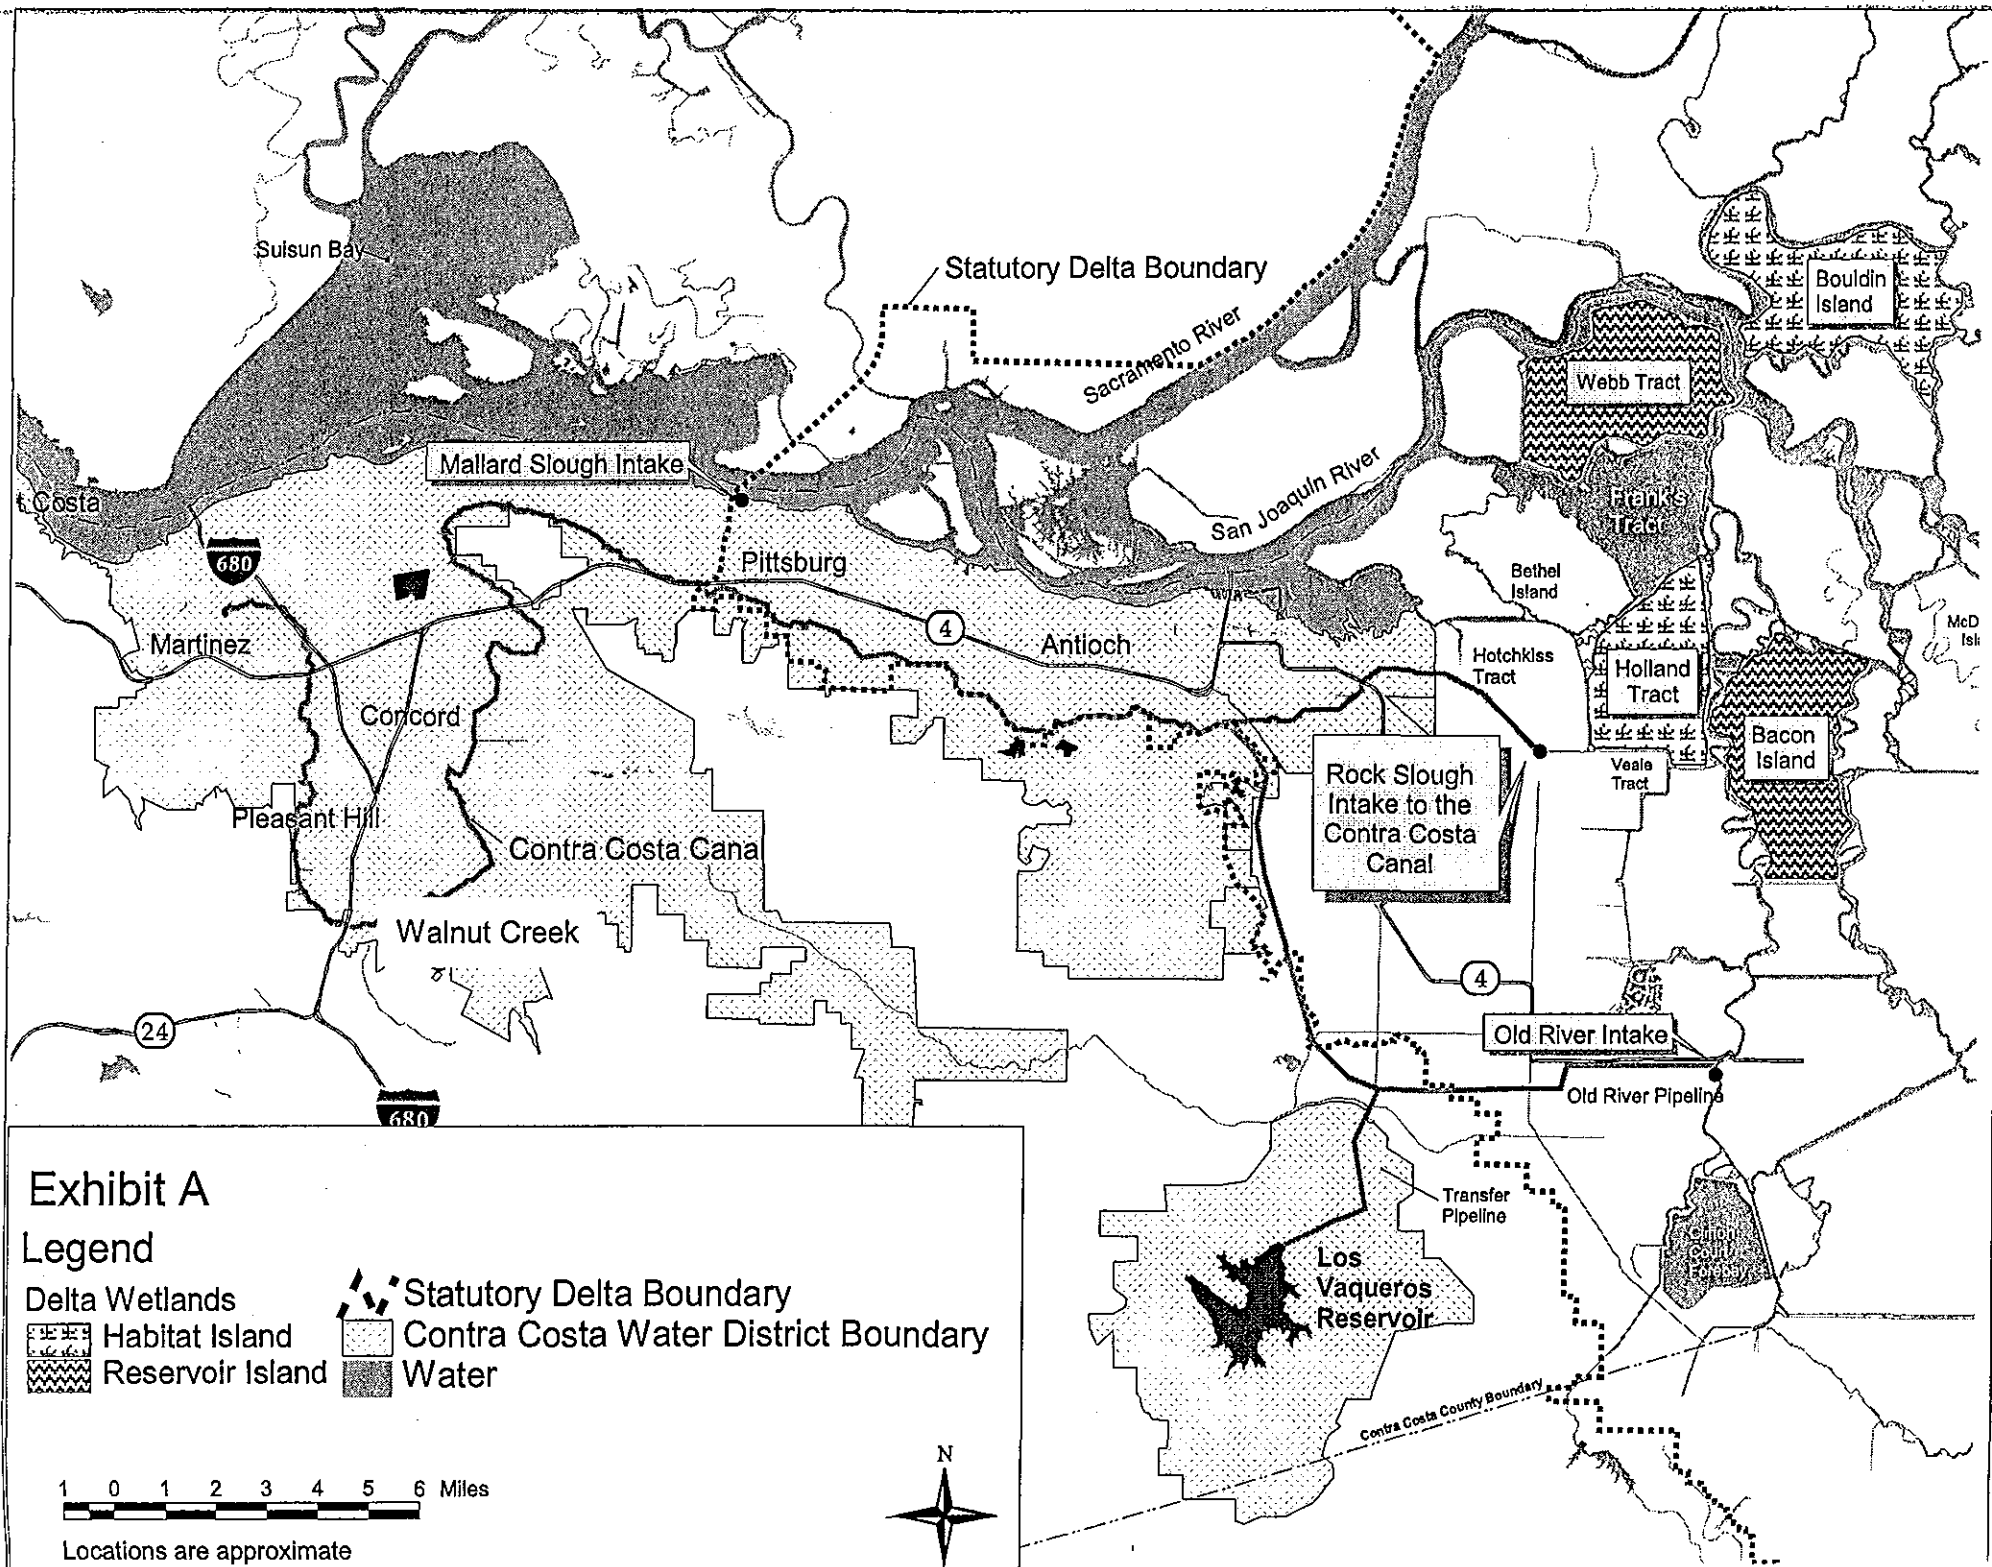 Suisun Bay
Statutory Delta Boundary
Sacramento River
Bouldin
Island
Webb Tract
Mallard Slough Intake
Costa
San Joaquin River
Frank's
Tract
680
Pittsburg
Bethel
Island
4
Martinez
Antioch
Hotchkiss
Tract
Holland
Tract
McD
Isl
Concord
Bacon
Island
Rock Slough
Intake to the
Contra Costa
Canal
Veale
Tract
Pleasant Hill
Contra Costa Canal
Walnut Creek
4
24
Old River Intake
Old River Pipeline
680
Transfer
Pipeline
Los
Vaqueros
Reservoir
Clifton
Court
Forebay
Contra Costa County Boundary
Exhibit A
Legend
Delta Wetlands
Habitat Island
Reservoir Island
Statutory Delta Boundary
Contra Costa Water District Boundary
Water
1 0 1 2 3 4 5 6 Miles
Locations are approximate
N